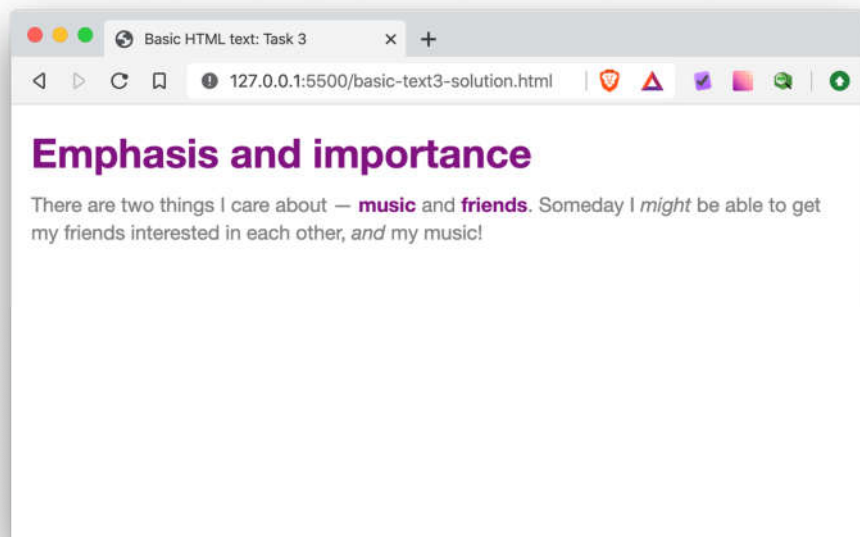 Basic HTML text: Task 3
127.0.0.1:5500/basic-text3-solution.html
Emphasis and importance
There are two things I care about — music and friends. Someday I might be able to get
my friends interested in each other, and my music!